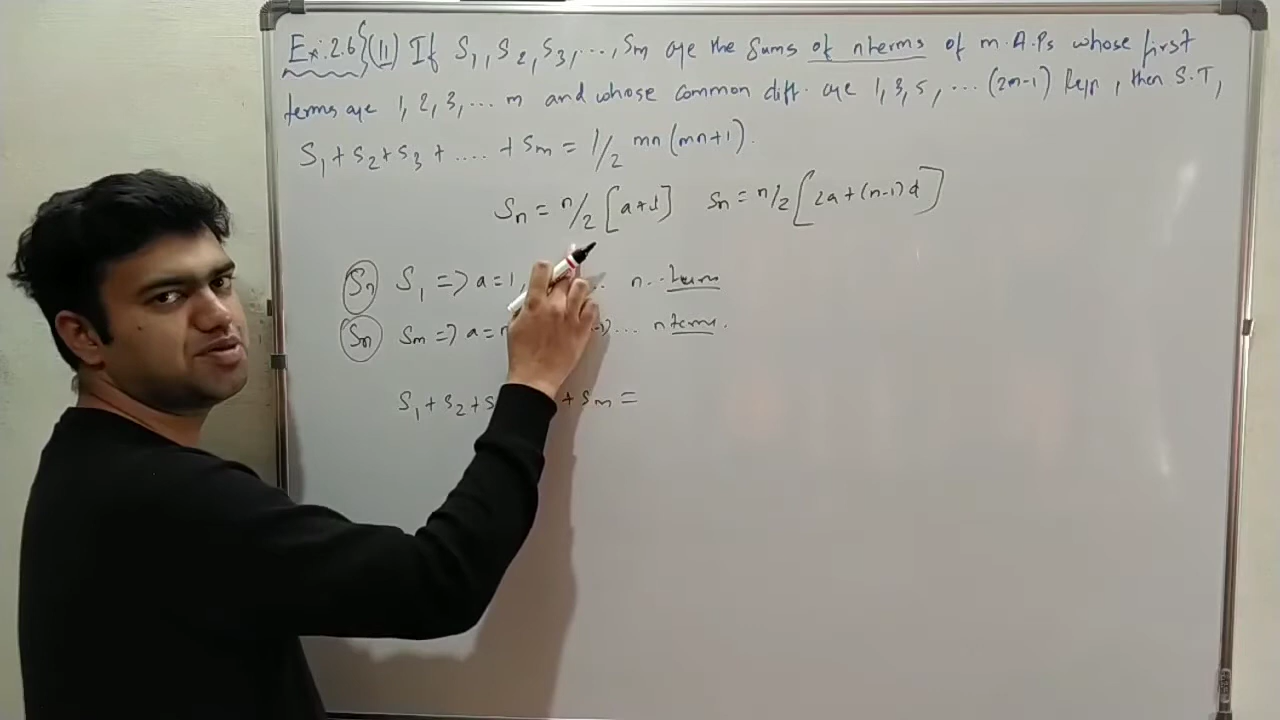 Ex: 2.6} (11) If S₁, S₂, S₃, ..., Sm are the sums of n terms of m A.Ps whose first
terms are 1, 2, 3, ... m and whose common diff. are 1, 3, 5, ... (2m-1) Resp, then S.T,
S₁ + S₂ + S₃ + .... + Sm = 1/2 mn (mn+1).
Sn = n/2 [a+l] Sn = n/2 [2a + (n-1) d]
Sn S₁ => a = 1, n .. terms
Sn Sm => a = ... n terms.
S₁ + S₂ + S + Sm =